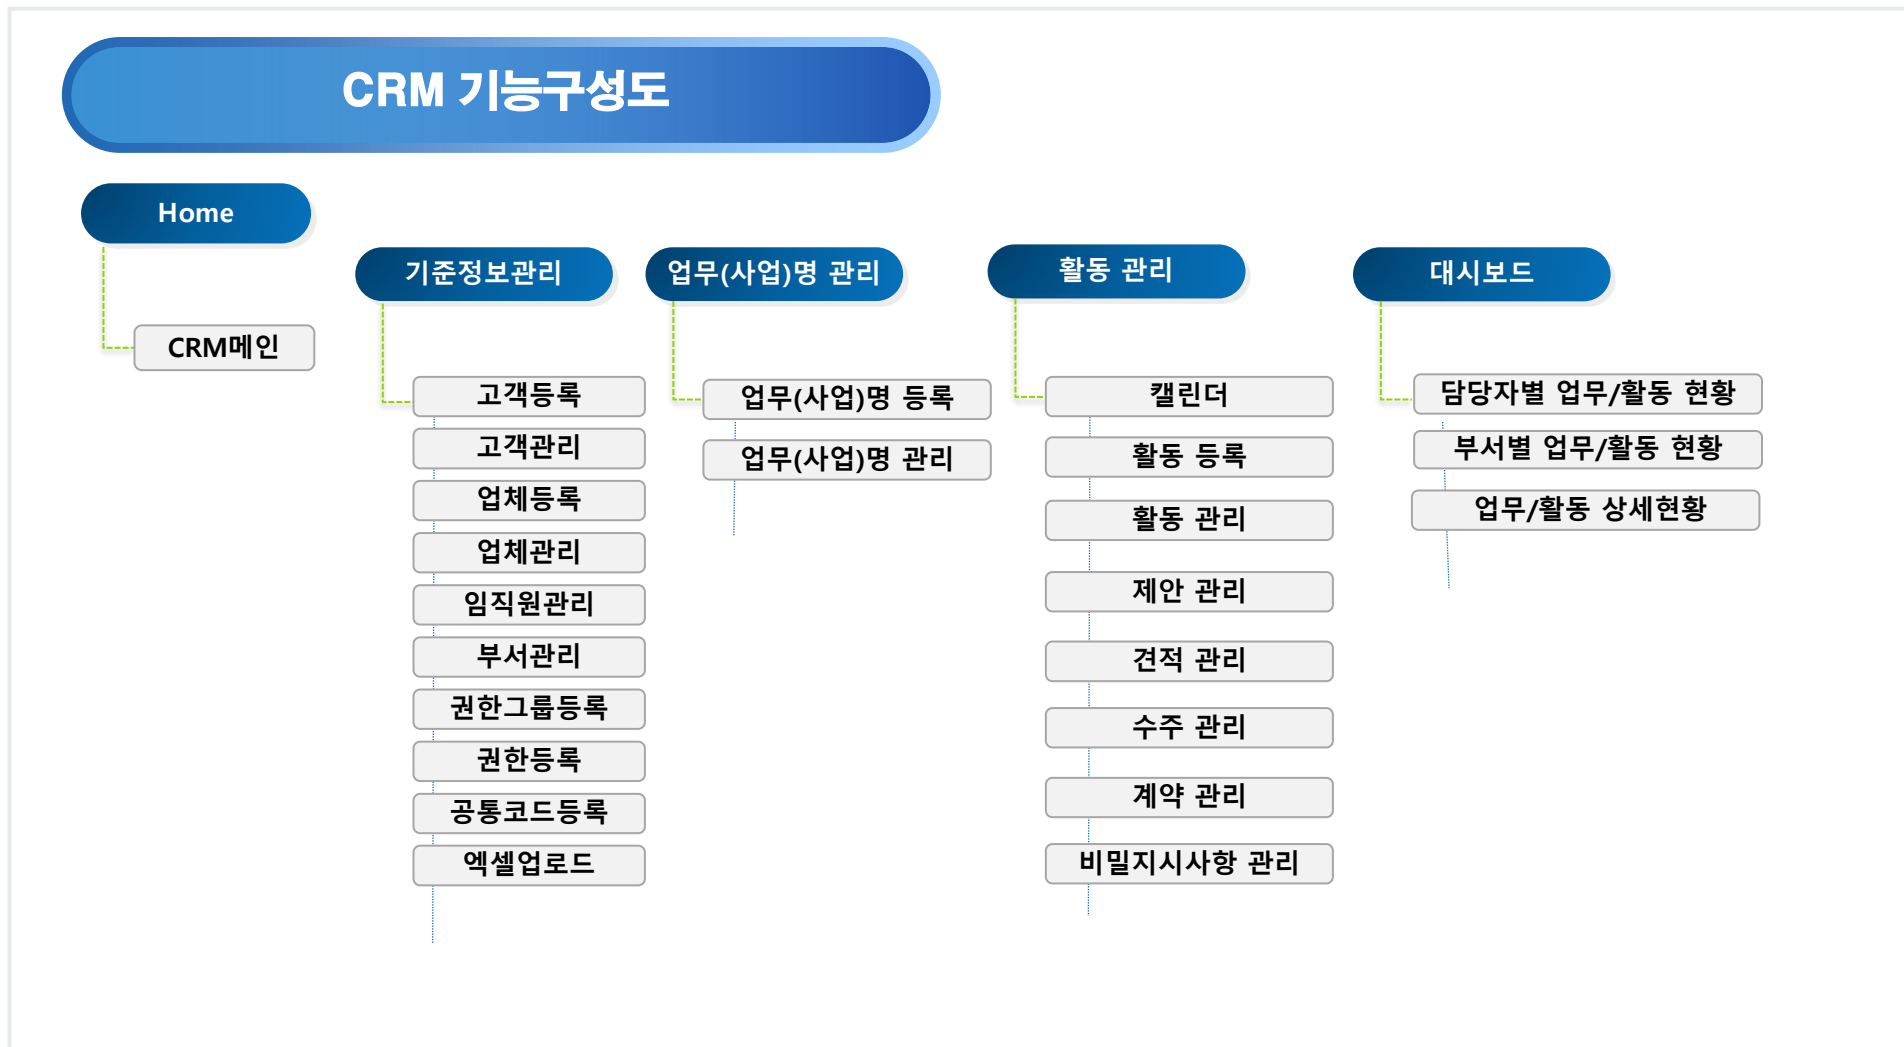 CRM 기능구성도
Home
CRM메인
기준정보관리
고객등록
고객관리
업체등록
업체관리
임직원관리
부서관리
권한그룹등록
권한등록
공통코드등록
엑셀업로드
업무(사업)명 관리
업무(사업)명 등록
업무(사업)명 관리
활동 관리
캘린더
활동 등록
활동 관리
제안 관리
견적 관리
수주 관리
계약 관리
비밀지시사항 관리
대시보드
담당자별 업무/활동 현황
부서별 업무/활동 현황
업무/활동 상세현황